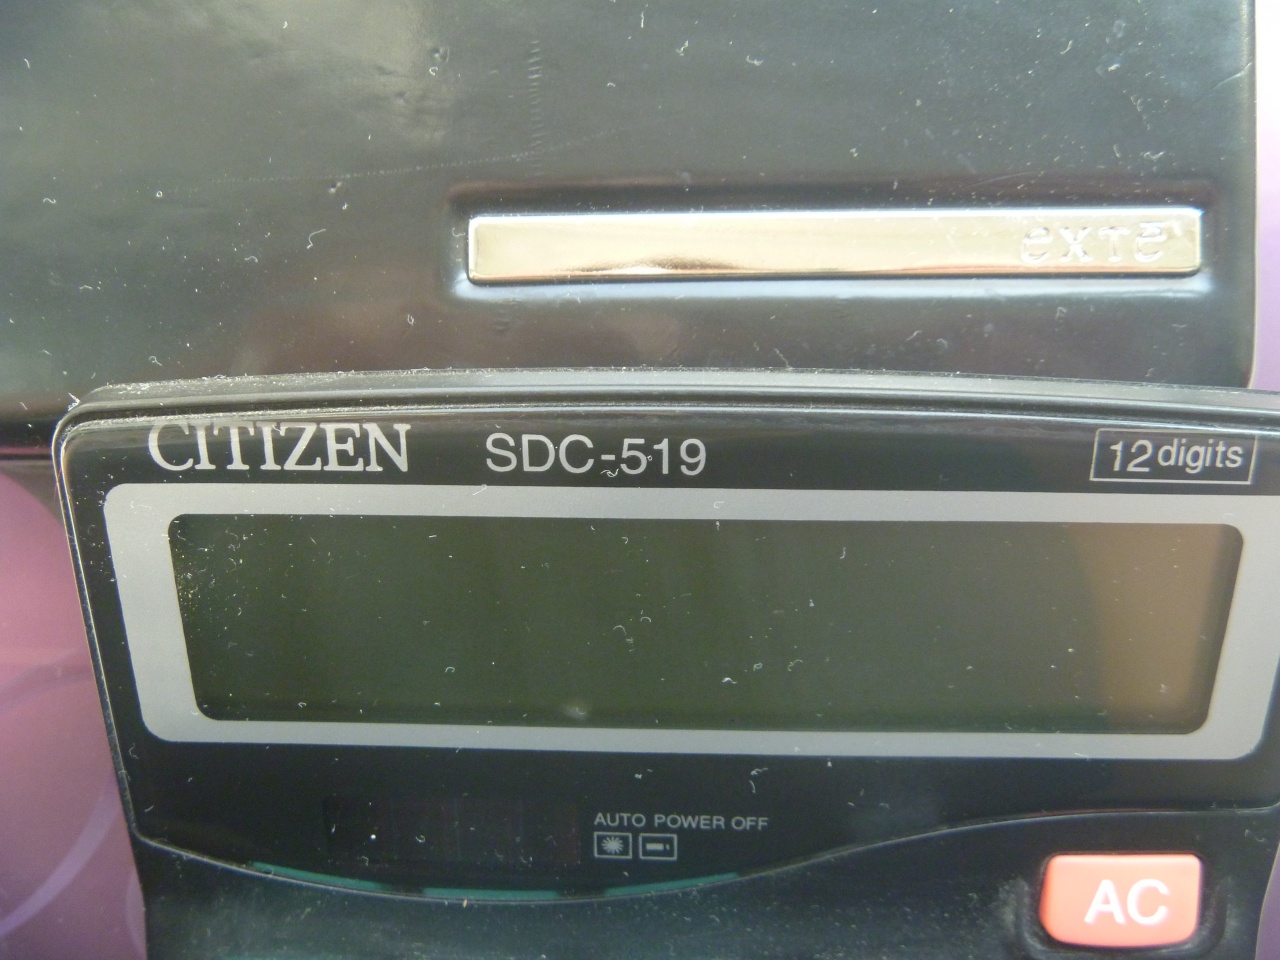 exte
CITIZEN SDC-519 12 digits
AUTO POWER OFF
AC